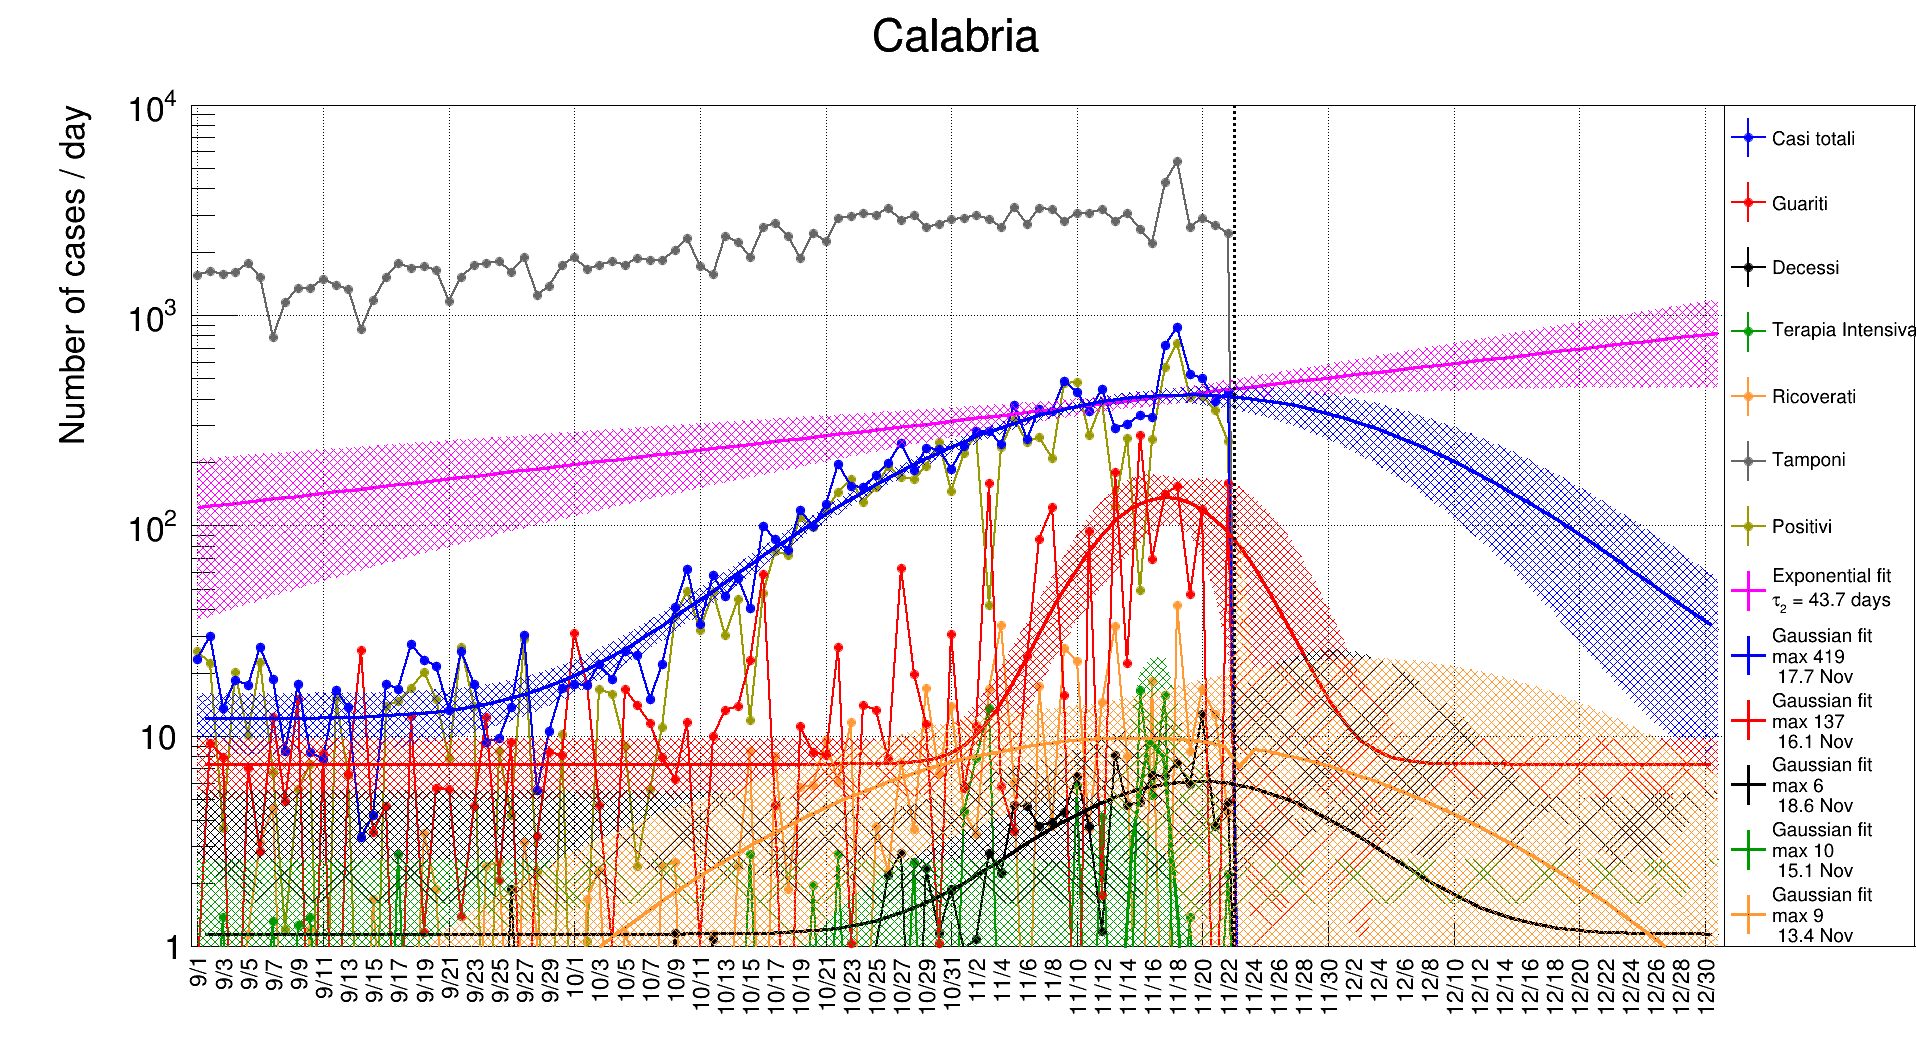 Calabria
Number of cases / day
10⁴
10³
10²
10
1
9/1
9/3
9/5
9/7
9/9
9/11
9/13
9/15
9/17
9/19
9/21
9/23
9/25
9/27
9/29
10/1
10/3
10/5
10/7
10/9
10/11
10/13
10/15
10/17
10/19
10/21
10/23
10/25
10/27
10/29
10/31
11/2
11/4
11/6
11/8
11/10
11/12
11/14
11/16
11/18
11/20
11/22
11/24
11/26
11/28
11/30
12/2
12/4
12/6
12/8
12/10
12/12
12/14
12/16
12/18
12/20
12/22
12/24
12/26
12/28
12/30
Casi totali
Guariti
Decessi
Terapia Intensiva
Ricoverati
Tamponi
Positivi
Exponential fit
τ₂ = 43.7 days
Gaussian fit
max 419
17.7 Nov
Gaussian fit
max 137
16.1 Nov
Gaussian fit
max 6
18.6 Nov
Gaussian fit
max 10
15.1 Nov
Gaussian fit
max 9
13.4 Nov